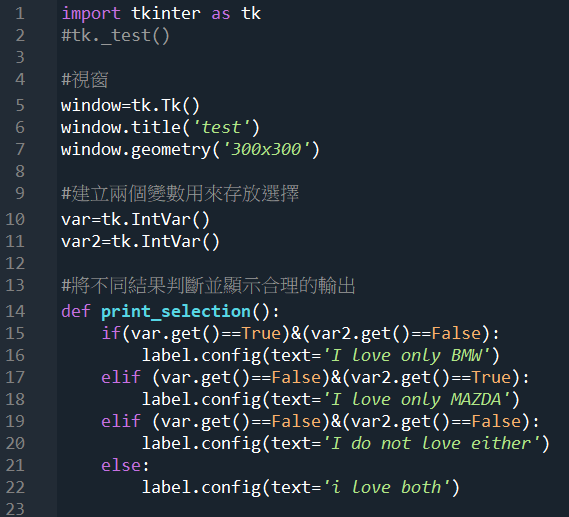 1 import tkinter as tk
2 #tk._test()
3
4 #視窗
5 window=tk.Tk()
6 window.title('test')
7 window.geometry('300x300')
8
9 #建立兩個變數用來存放選擇
10 var=tk.IntVar()
11 var2=tk.IntVar()
12
13 #將不同結果判斷並顯示合理的輸出
14 def print_selection():
15     if(var.get()==True)&(var2.get()==False):
16         label.config(text='I love only BMW')
17     elif (var.get()==False)&(var2.get()==True):
18         label.config(text='I love only MAZDA')
19     elif (var.get()==False)&(var2.get()==False):
20         label.config(text='I do not love either')
21     else:
22         label.config(text='i love both')
23